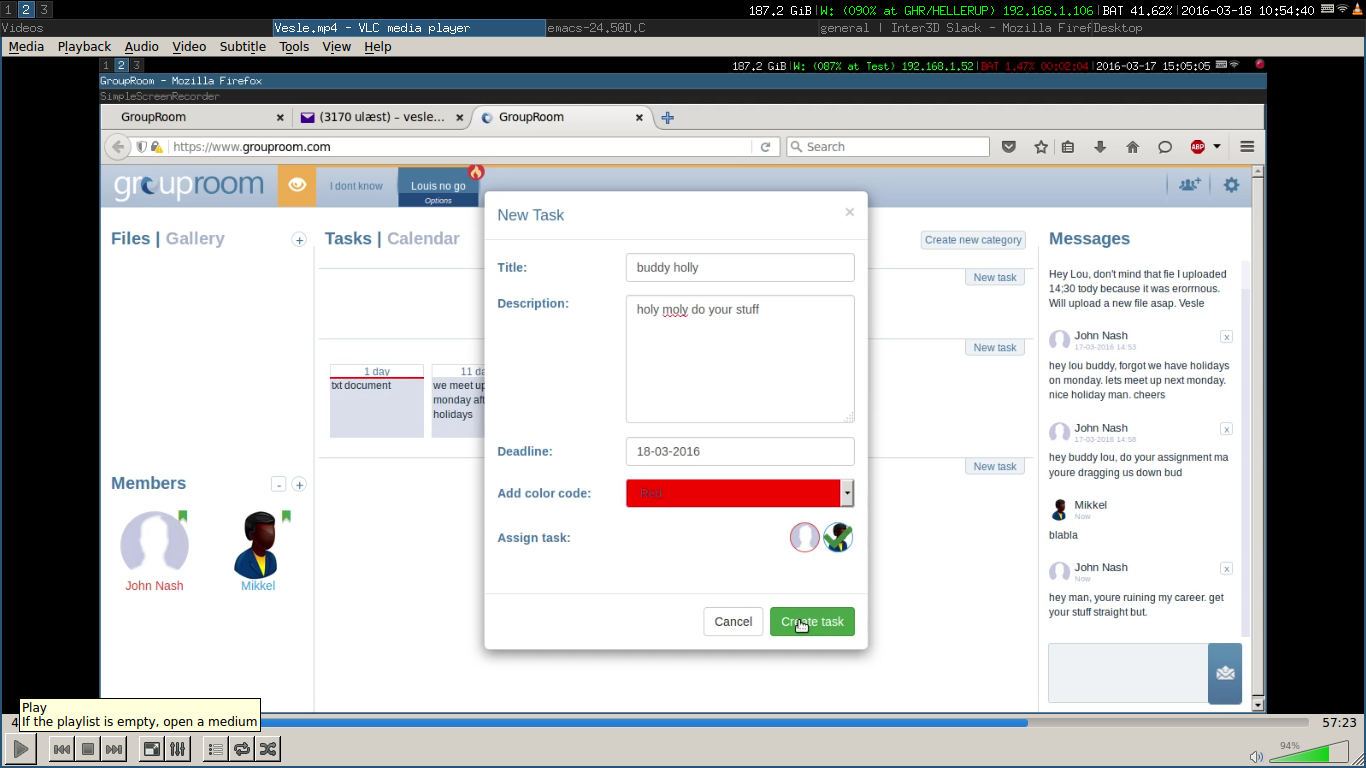 1 2 3 187.2 GiB|W: (090% at GHR/HELLERUP) 192.168.1.106|BAT 41.62%|2016-03-18 10:54:40
Videos Vesle.mp4 - VLC media player emacs-24.5@D.C general | Inter3D Slack - Mozilla Firef|Desktop
Media Playback Audio Video Subtitle Tools View Help
1 2 3 187.2 GiB|W: (087% at Test) 192.168.1.52|BAT 1.47% 00:02:04|2016-03-17 15:05:05
GroupRoom - Mozilla Firefox
SimpleScreenRecorder
GroupRoom × (3170 ulæst) – vesle... × GroupRoom ×
https://www.grouproom.com Search ABP
grouproom I dont know Louis no go
Options
New Task ×
Files | Gallery + Tasks | Calendar Create new category Messages
Title: buddy holly
New task
Description: holy moly do your stuff
New task
1 day 11 da
txt document we meet up
monday aft
holidays
Deadline: 18-03-2016
New task
Add color code: Red
Assign task:
Cancel Create task
Members - +
John Nash Mikkel
Hey Lou, don't mind that fie I uploaded
14;30 tody because it was erormous.
Will upload a new file asap. Vesle
John Nash x
17-03-2016 14:53
hey lou buddy, forgot we have holidays
on monday. lets meet up next monday.
nice holiday man. cheers
John Nash x
17-03-2016 14:58
hey buddy lou, do your assignment ma
youre dragging us down bud
Mikkel
Now
blabla
John Nash x
Now
hey man, youre ruining my career. get
your stuff straight but.
Play
If the playlist is empty, open a medium
57:23
94%